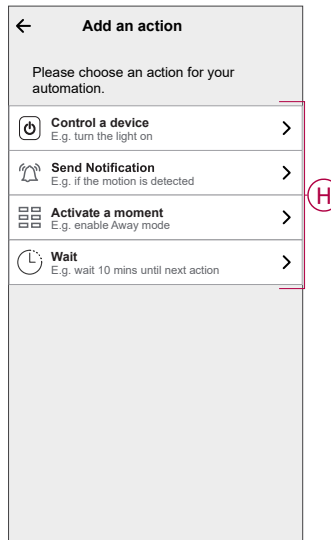 Add an action
Please choose an action for your
automation.
Control a device
E.g. turn the light on
Send Notification
E.g. if the motion is detected
Activate a moment
E.g. enable Away mode
Wait
E.g. wait 10 mins until next action
H